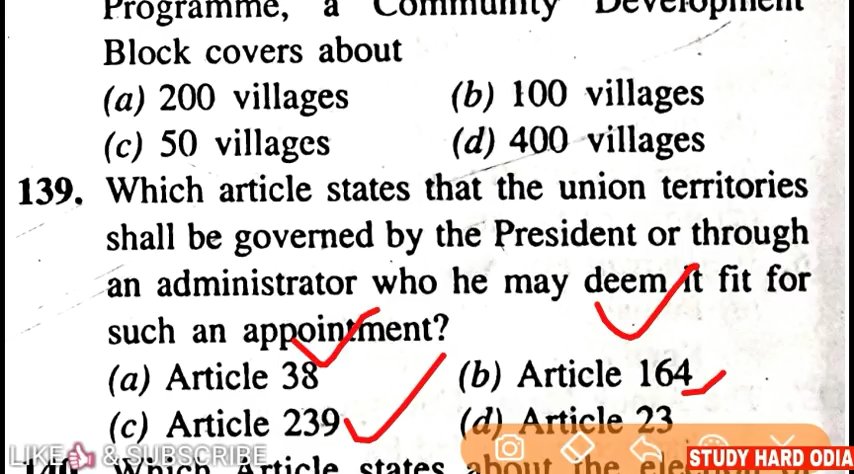 Programme, a Community Development
Block covers about
(a) 200 villages (b) 100 villages
(c) 50 villages (d) 400 villages
139. Which article states that the union territories
shall be governed by the President or through
an administrator who he may deem it fit for
such an appointment?
(a) Article 38 (b) Article 164
(c) Article 239 (d) Article 23
LIKE & SUBSCRIBE
140. Which Article states about the
STUDY HARD ODIA